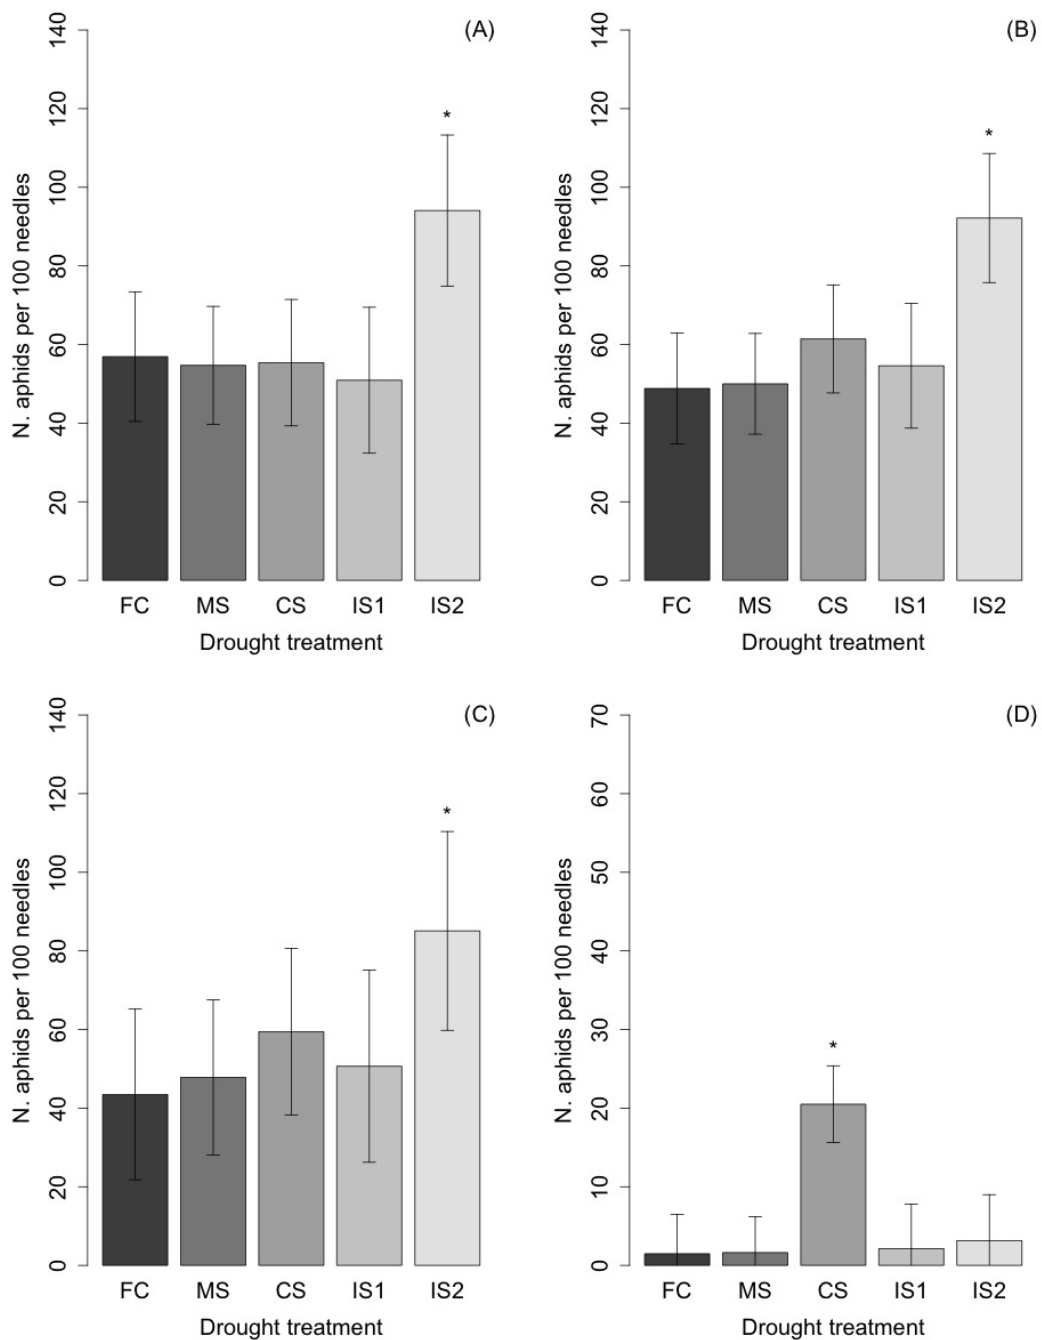 (A)
N. aphids per 100 needles
140
120
100
80
60
40
20
0
*
FC MS CS IS1 IS2
Drought treatment
(B)
N. aphids per 100 needles
140
120
100
80
60
40
20
0
*
FC MS CS IS1 IS2
Drought treatment
(C)
N. aphids per 100 needles
140
120
100
80
60
40
20
0
*
FC MS CS IS1 IS2
Drought treatment
(D)
N. aphids per 100 needles
70
60
50
40
30
20
10
0
*
FC MS CS IS1 IS2
Drought treatment